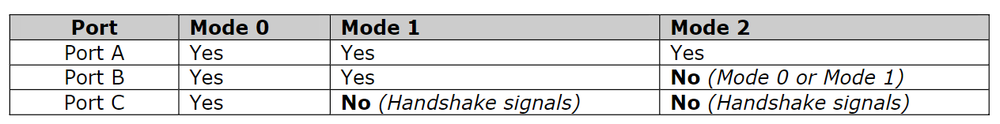 Port Mode 0 Mode 1 Mode 2
Port A Yes Yes Yes
Port B Yes Yes No (Mode 0 or Mode 1)
Port C Yes No (Handshake signals) No (Handshake signals)